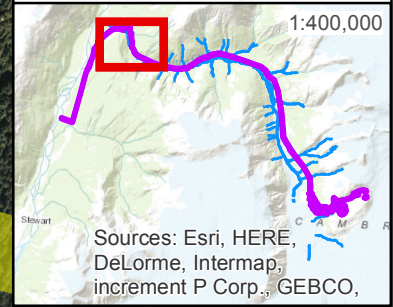 1:400,000
Stewart
C A M B R
Sources: Esri, HERE,
DeLorme, Intermap,
increment P Corp., GEBCO,